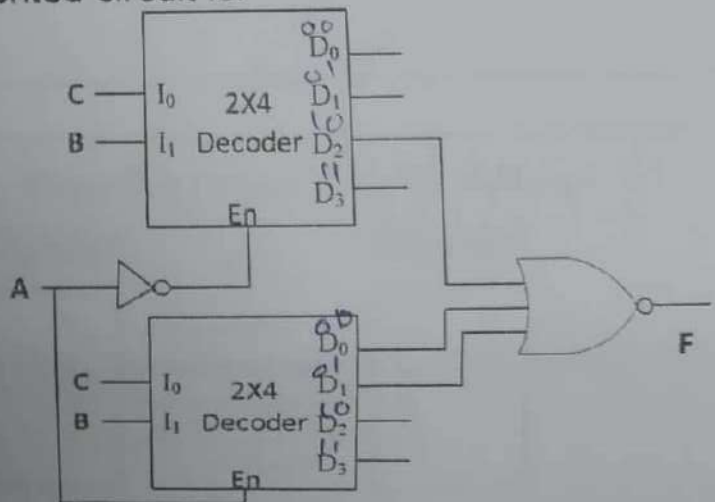 C I₀ 2X4 00 D₀
B I₁ Decoder 01 D₁
10 D₂
11 D₃
En
A
F
C I₀ 2X4 00 D₀
B I₁ Decoder 01 D₁
10 D₂
11 D₃
En